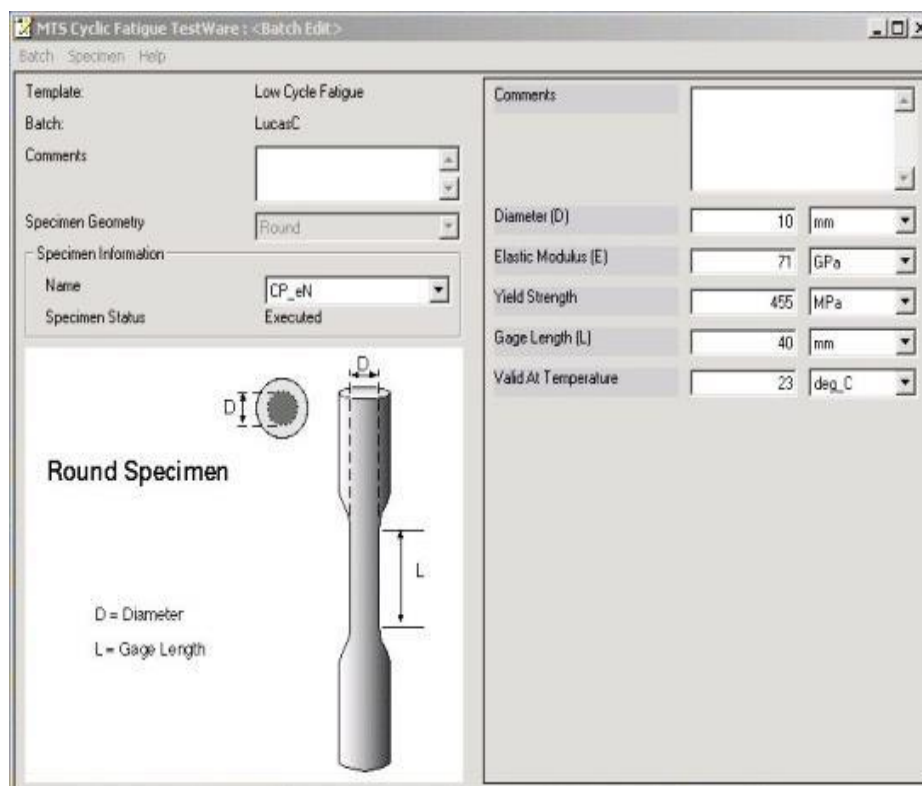 MTS Cyclic Fatigue TestWare : <Batch Edit>
Batch Specimen Help
Template: Low Cycle Fatigue
Batch: LucasC
Comments
Specimen Geometry Round
Specimen Information
Name CP_eN
Specimen Status Executed
D
D
Round Specimen
L
D = Diameter
L = Gage Length
Comments
Diameter (D) 10 mm
Elastic Modulus (E) 71 GPa
Yield Strength 455 MPa
Gage Length (L) 40 mm
Valid At Temperature 23 deg_C